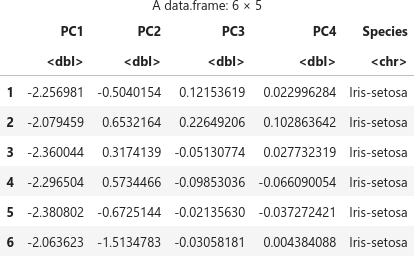 A data.frame: 6 × 5
PC1 PC2 PC3 PC4 Species
<dbl> <dbl> <dbl> <dbl> <chr>
1 -2.256981 -0.5040154 0.12153619 0.022996284 Iris-setosa
2 -2.079459 0.6532164 0.22649206 0.102863642 Iris-setosa
3 -2.360044 0.3174139 -0.05130774 0.027732319 Iris-setosa
4 -2.296504 0.5734466 -0.09853036 -0.066090054 Iris-setosa
5 -2.380802 -0.6725144 -0.02135630 -0.037272421 Iris-setosa
6 -2.063623 -1.5134783 -0.03058181 0.004384088 Iris-setosa